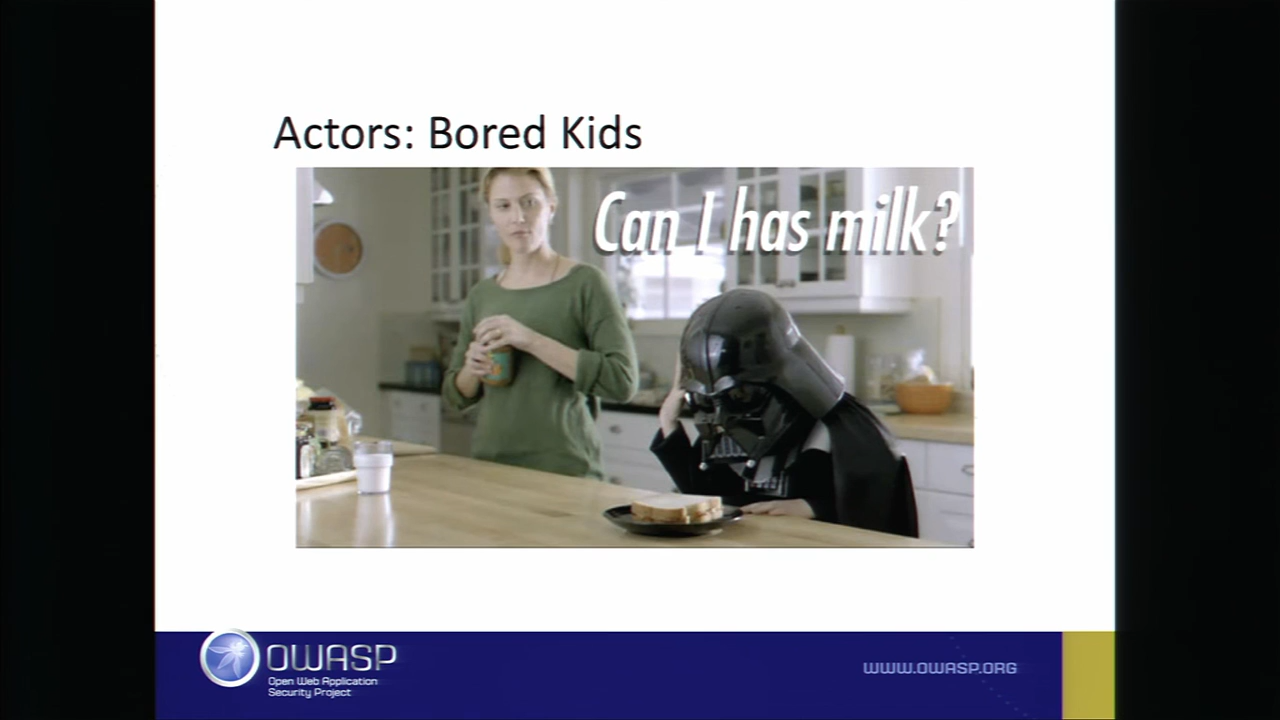 Actors: Bored Kids
Can I has milk?
OWASP
Open Web Application
Security Project
WWW.OWASP.ORG